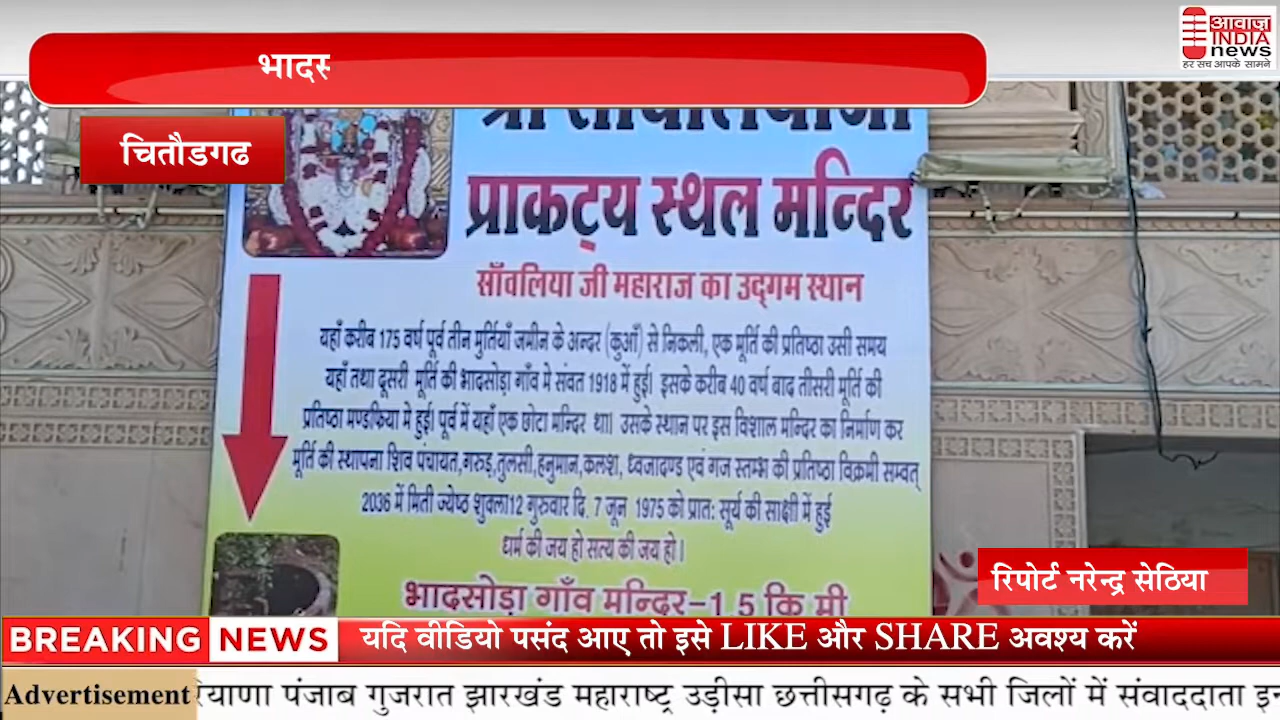 आवाज़
INDIA
news
हर सच आपके सामने
भादस
चितौडगढ
प्राकट्य स्थल मन्दिर
साँवलिया जी महाराज का उद्गम स्थान
यहाँ करीब 175 वर्ष पूर्व तीन मुर्तियाँ जमीन के अन्दर (कुआँ) से निकली, एक मूर्ति की प्रतिष्ठा उसी समय
यहाँ तथा दूसरी मूर्ति की भादसोड़ा गाँव मे संवत 1918 में हुई। इसके करीब 40 वर्ष बाद तीसरी मूर्ति की
प्रतिष्ठा मण्डफिया मे हुई। पूर्व में यहाँ एक छोटा मन्दिर था। उसके स्थान पर इस विशाल मन्दिर का निर्माण कर
मूर्ति की स्थापना शिव पंचायत,गरुड़,तुलसी,हनुमान,कलश, ध्वजादण्ड एवं गज स्तम्भ की प्रतिष्ठा विक्रमी सम्वत्
2036 में मिती ज्येष्ठ शुक्ला12 गुरुवार दि. 7 जून 1975 को प्रात: सूर्य की साक्षी में हुई
धर्म की जय हो सत्य की जय हो।
भादसोड़ा गाँव मन्दिर-1.5 कि मी
रिपोर्ट नरेन्द्र सेठिया
BREAKING NEWS यदि वीडियो पसंद आए तो इसे LIKE और SHARE अवश्य करें
Advertisement रियाणा पंजाब गुजरात झारखंड महाराष्ट्र उड़ीसा छत्तीसगढ़ के सभी जिलों में संवाददाता